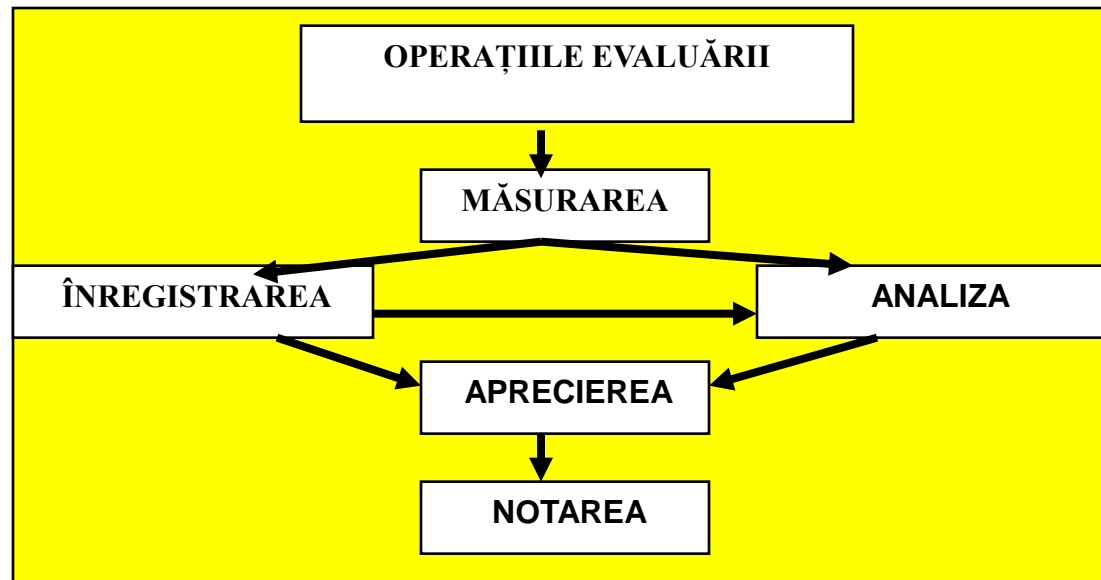 OPERAȚIILE EVALUĂRII
MĂSURAREA
ÎNREGISTRAREA
ANALIZA
APRECIEREA
NOTAREA